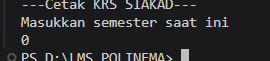 ---Cetak KRS SIAKAD---
Masukkan semester saat ini
0
PS D:\LMS POLINEMA>